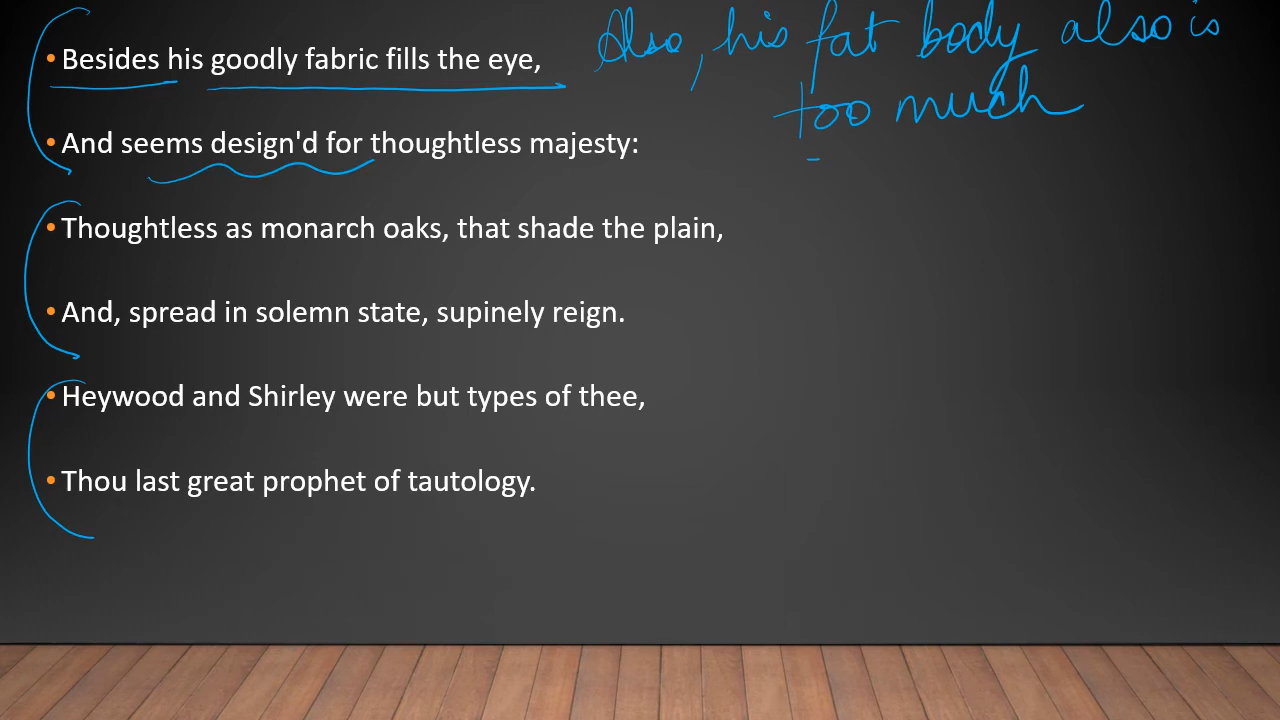 • Besides his goodly fabric fills the eye,
Also, his fat body also is
too much
• And seems design'd for thoughtless majesty:
• Thoughtless as monarch oaks, that shade the plain,
• And, spread in solemn state, supinely reign.
• Heywood and Shirley were but types of thee,
• Thou last great prophet of tautology.